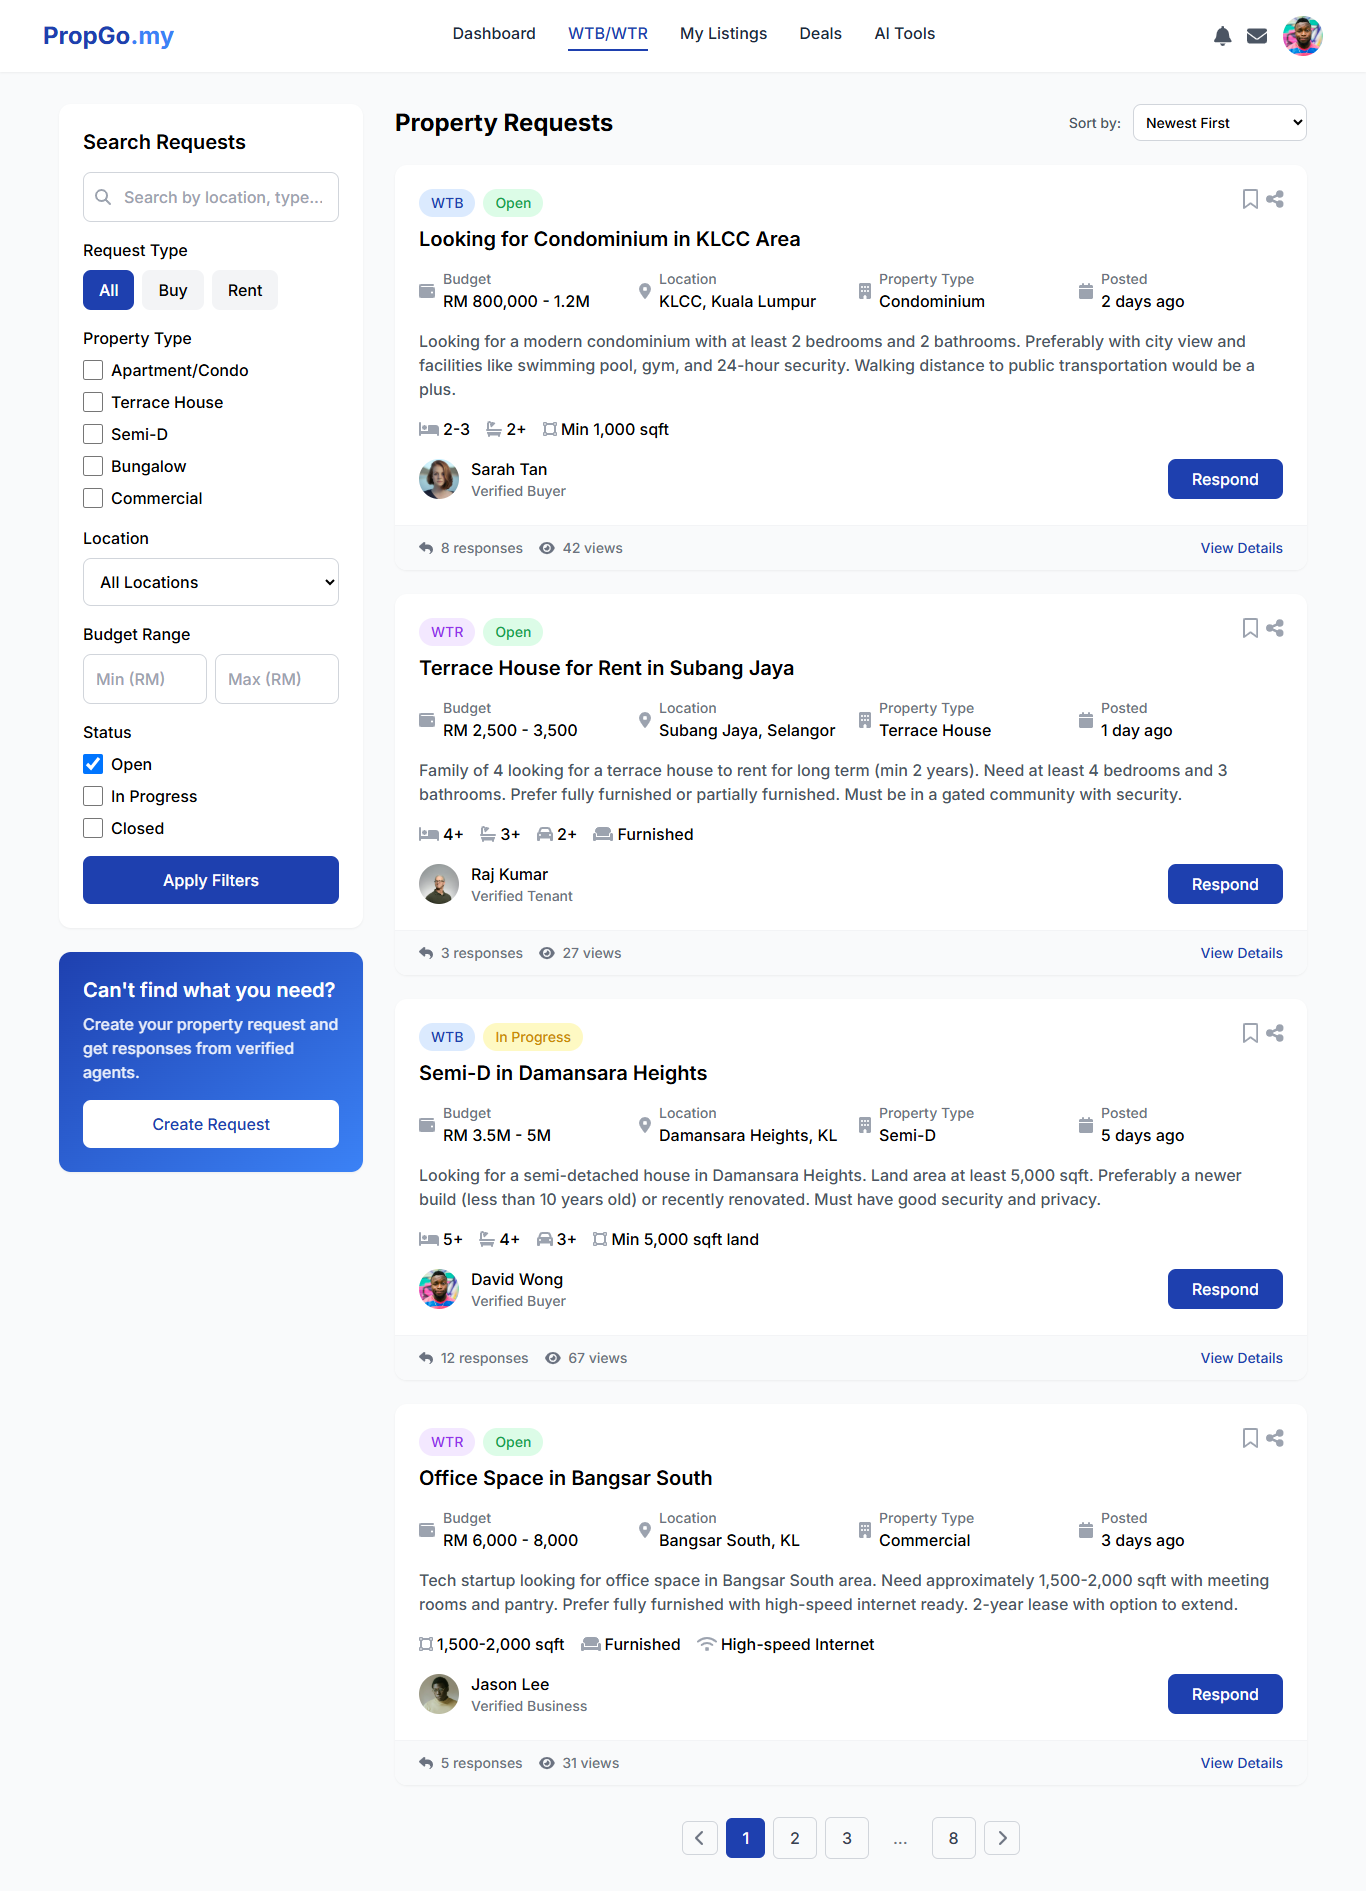 PropGo.my
Dashboard
WTB/WTR
My Listings
Deals
AI Tools
Search Requests
Search by location, type...
Request Type
All
Buy
Rent
Property Type
Apartment/Condo
Terrace House
Semi-D
Bungalow
Commercial
Location
All Locations
Budget Range
Min (RM)
Max (RM)
Status
Open
In Progress
Closed
Apply Filters
Can't find what you need?
Create your property request and
get responses from verified
agents.
Create Request
Property Requests
Sort by:
Newest First
WTB
Open
Looking for Condominium in KLCC Area
Budget
RM 800,000 - 1.2M
Location
KLCC, Kuala Lumpur
Property Type
Condominium
Posted
2 days ago
Looking for a modern condominium with at least 2 bedrooms and 2 bathrooms. Preferably with city view and
facilities like swimming pool, gym, and 24-hour security. Walking distance to public transportation would be a
plus.
2-3
2+
Min 1,000 sqft
Sarah Tan
Verified Buyer
Respond
8 responses
42 views
View Details
WTR
Open
Terrace House for Rent in Subang Jaya
Budget
RM 2,500 - 3,500
Location
Subang Jaya, Selangor
Property Type
Terrace House
Posted
1 day ago
Family of 4 looking for a terrace house to rent for long term (min 2 years). Need at least 4 bedrooms and 3
bathrooms. Prefer fully furnished or partially furnished. Must be in a gated community with security.
4+
3+
2+
Furnished
Raj Kumar
Verified Tenant
Respond
3 responses
27 views
View Details
WTB
In Progress
Semi-D in Damansara Heights
Budget
RM 3.5M - 5M
Location
Damansara Heights, KL
Property Type
Semi-D
Posted
5 days ago
Looking for a semi-detached house in Damansara Heights. Land area at least 5,000 sqft. Preferably a newer
build (less than 10 years old) or recently renovated. Must have good security and privacy.
5+
4+
3+
Min 5,000 sqft land
David Wong
Verified Buyer
Respond
12 responses
67 views
View Details
WTR
Open
Office Space in Bangsar South
Budget
RM 6,000 - 8,000
Location
Bangsar South, KL
Property Type
Commercial
Posted
3 days ago
Tech startup looking for office space in Bangsar South area. Need approximately 1,500-2,000 sqft with meeting
rooms and pantry. Prefer fully furnished with high-speed internet ready. 2-year lease with option to extend.
1,500-2,000 sqft
Furnished
High-speed Internet
Jason Lee
Verified Business
Respond
5 responses
31 views
View Details
1
2
3
...
8